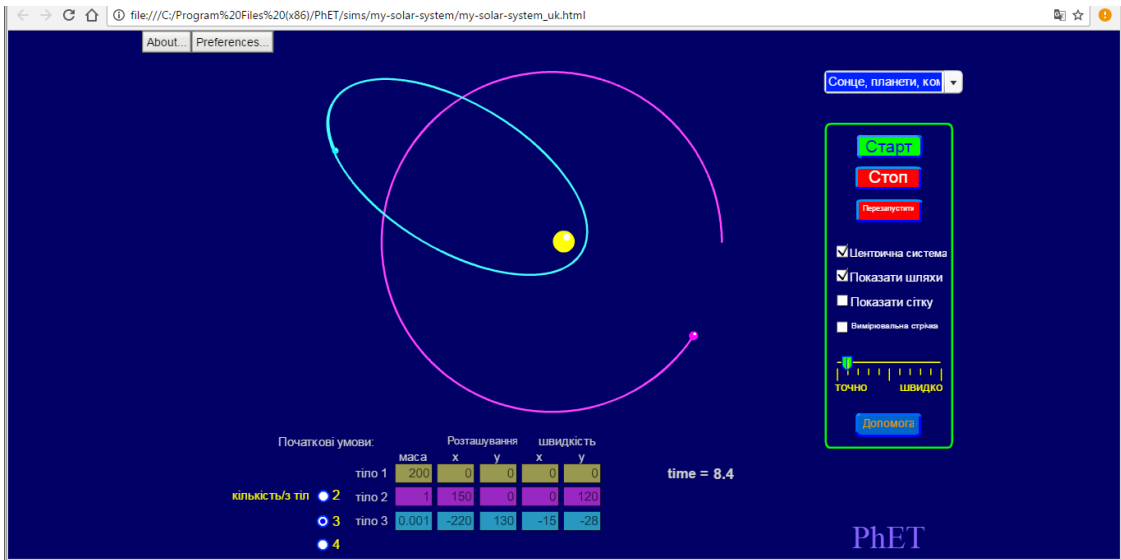 file:///C:/Program%20Files%20(x86)/PhET/sims/my-solar-system/my-solar-system_uk.html
About... Preferences...
Сонце, планети, ком
Старт
Стоп
Перезапустити
Центрична система
Показати шляхи
Показати сітку
Вимірювальна стрічка
точно швидко
Допомога
Початкові умови: Розташування швидкість
маса x y x y
тіло 1 200 0 0 0 0
кількість/з тіл 2 тіло 2 1 150 0 0 120
3 тіло 3 0.001 -220 130 -15 -28
4
time = 8.4
PhET